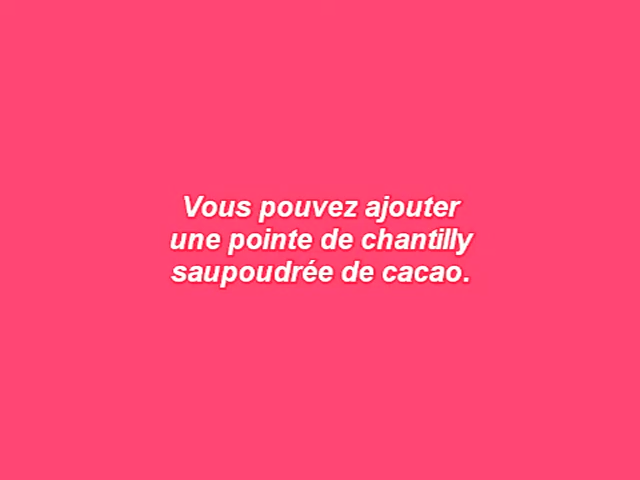 Vous pouvez ajouter
une pointe de chantilly
saupoudrée de cacao.